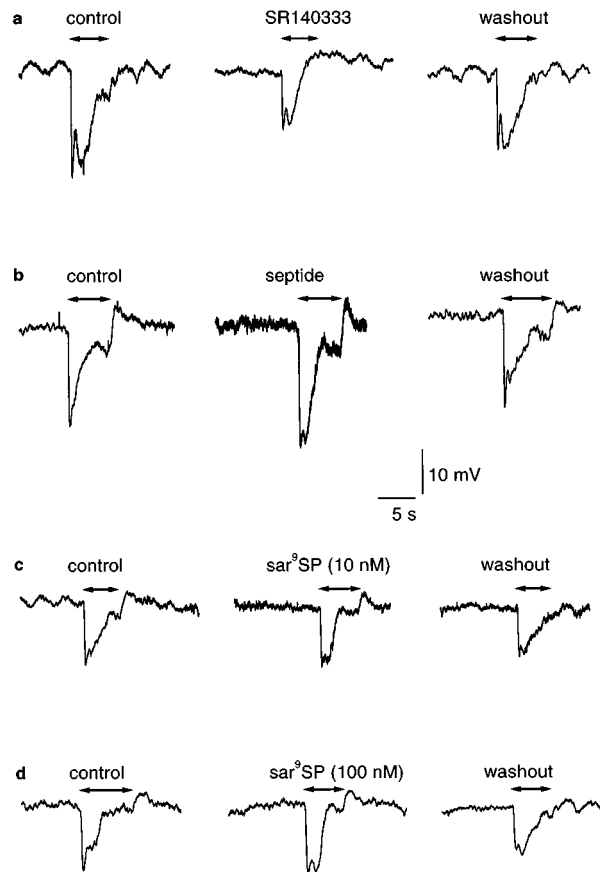 a control SR140333 washout
b control septide washout
10 mV
5 s
c control sar⁹SP (10 nM) washout
d control sar⁹SP (100 nM) washout